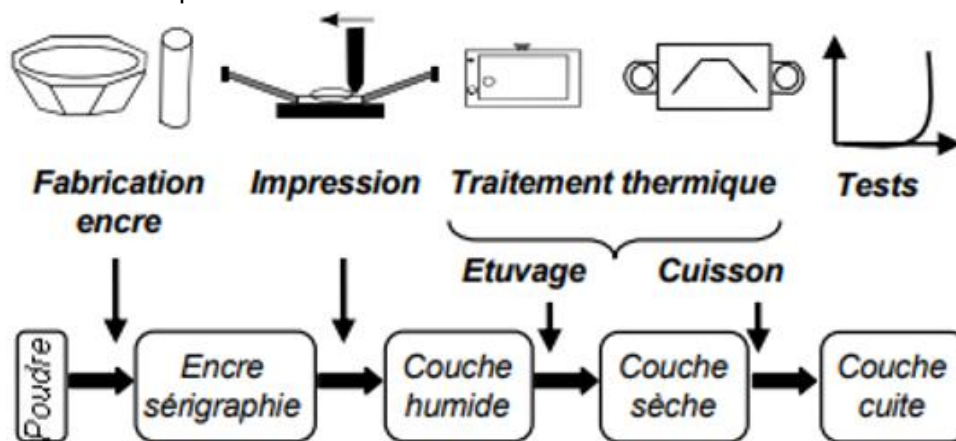 Fabrication
encre
Impression
Traitement thermique
Tests
Etuvage
Cuisson
Poudre
Encre
sérigraphie
Couche
humide
Couche
sèche
Couche
cuite